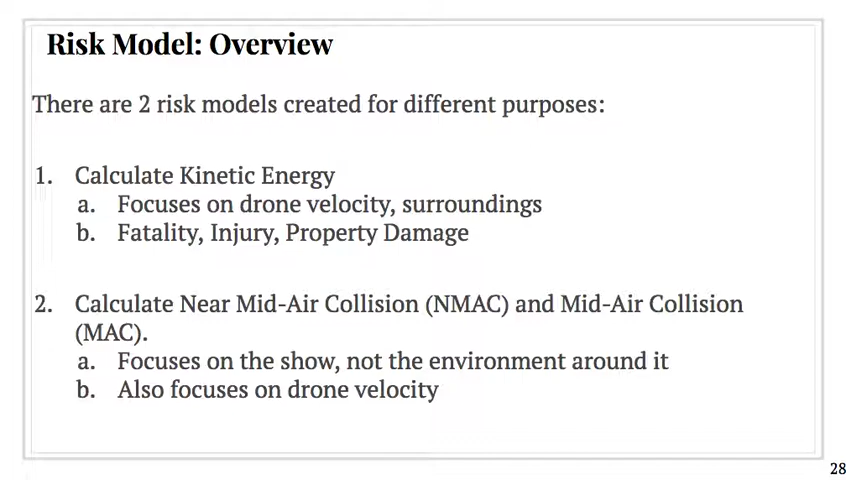 Risk Model: Overview
There are 2 risk models created for different purposes:
1. Calculate Kinetic Energy
a. Focuses on drone velocity, surroundings
b. Fatality, Injury, Property Damage
2. Calculate Near Mid-Air Collision (NMAC) and Mid-Air Collision
(MAC).
a. Focuses on the show, not the environment around it
b. Also focuses on drone velocity
28